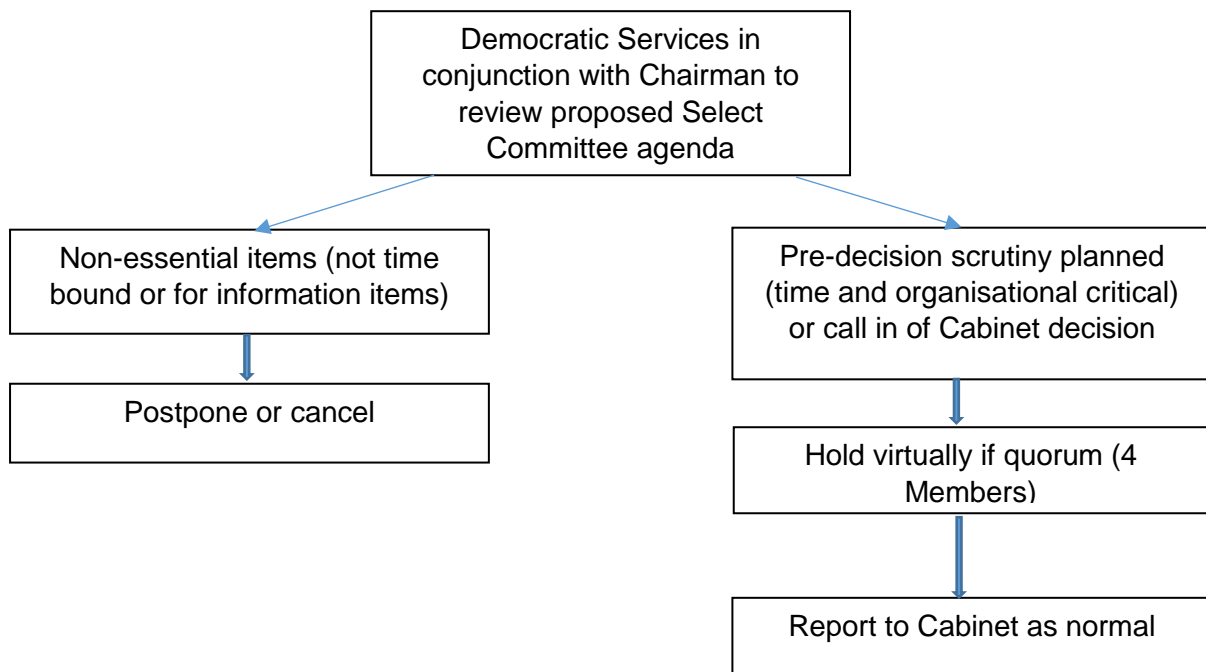 Democratic Services in
conjunction with Chairman to
review proposed Select
Committee agenda
Non-essential items (not time
bound or for information items)
Postpone or cancel
Pre-decision scrutiny planned
(time and organisational critical)
or call in of Cabinet decision
Hold virtually if quorum (4
Members)
Report to Cabinet as normal